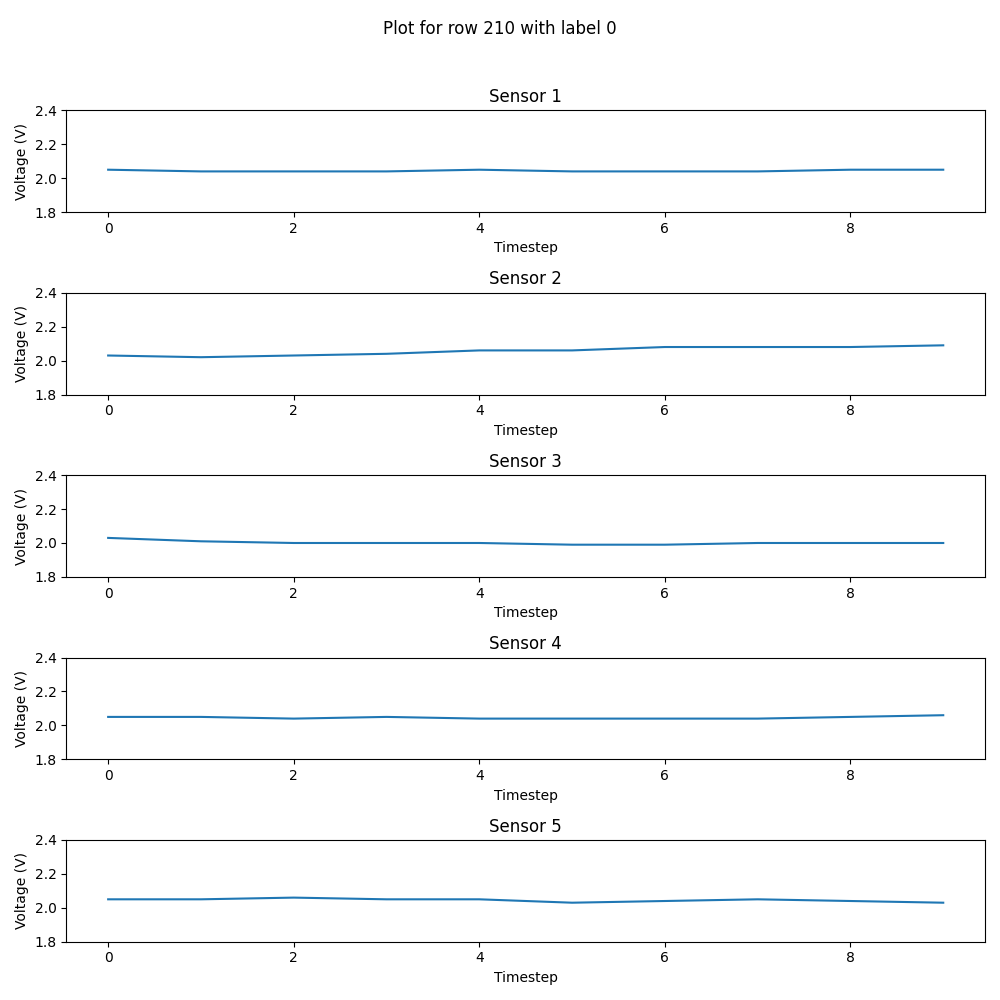 Plot for row 210 with label 0
Sensor 1
2.4
2.2
2.0
1.8
Voltage (V)
0 2 4 6 8
Timestep
Sensor 2
2.4
2.2
2.0
1.8
Voltage (V)
0 2 4 6 8
Timestep
Sensor 3
2.4
2.2
2.0
1.8
Voltage (V)
0 2 4 6 8
Timestep
Sensor 4
2.4
2.2
2.0
1.8
Voltage (V)
0 2 4 6 8
Timestep
Sensor 5
2.4
2.2
2.0
1.8
Voltage (V)
0 2 4 6 8
Timestep